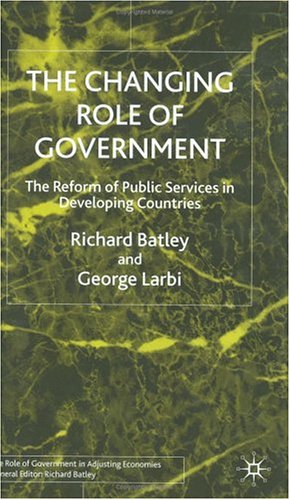 THE CHANGING
ROLE OF
GOVERNMENT
The Reform of Public Services in
Developing Countries
Richard Batley
and
George Larbi
e Role of Government in Adjusting Economies
neral Editor: Richard Batley